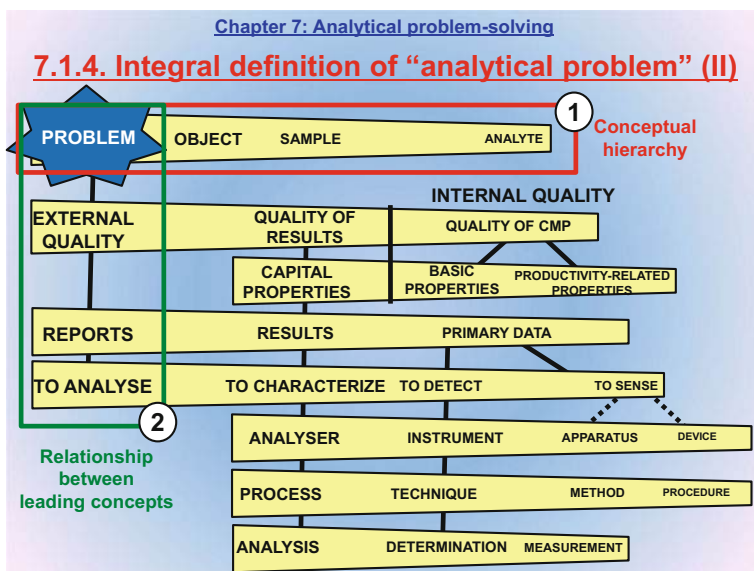 Chapter 7: Analytical problem-solving
7.1.4. Integral definition of “analytical problem” (II)
1
PROBLEM OBJECT SAMPLE ANALYTE
Conceptual
hierarchy
INTERNAL QUALITY
EXTERNAL
QUALITY
QUALITY OF
RESULTS
QUALITY OF CMP
CAPITAL
PROPERTIES
BASIC
PROPERTIES
PRODUCTIVITY-RELATED
PROPERTIES
REPORTS RESULTS PRIMARY DATA
TO ANALYSE TO CHARACTERIZE TO DETECT TO SENSE
2
Relationship
between
leading concepts
ANALYSER INSTRUMENT APPARATUS DEVICE
PROCESS TECHNIQUE METHOD PROCEDURE
ANALYSIS DETERMINATION MEASUREMENT